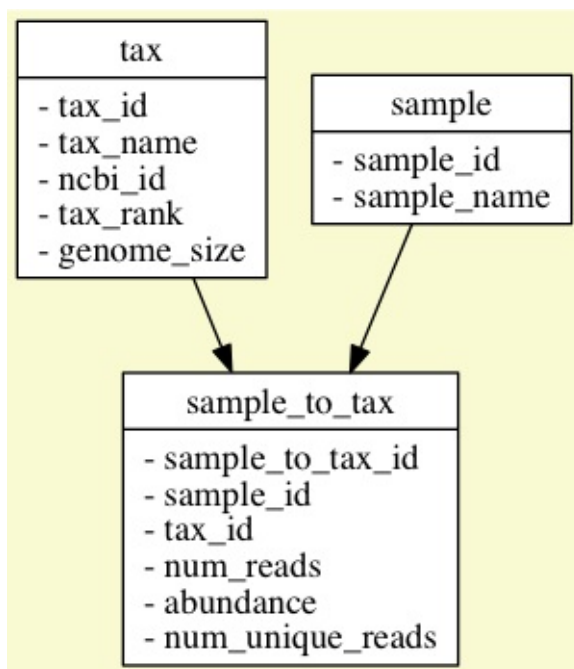 tax
- tax_id
- tax_name
- ncbi_id
- tax_rank
- genome_size
sample
- sample_id
- sample_name
sample_to_tax
- sample_to_tax_id
- sample_id
- tax_id
- num_reads
- abundance
- num_unique_reads